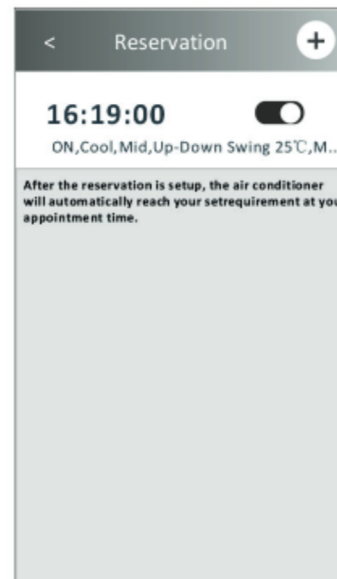 < Reservation +
16:19:00
ON,Cool,Mid,Up-Down Swing 25℃,M..
After the reservation is setup, the air conditioner
will automatically reach your setrequirement at you
appointment time.